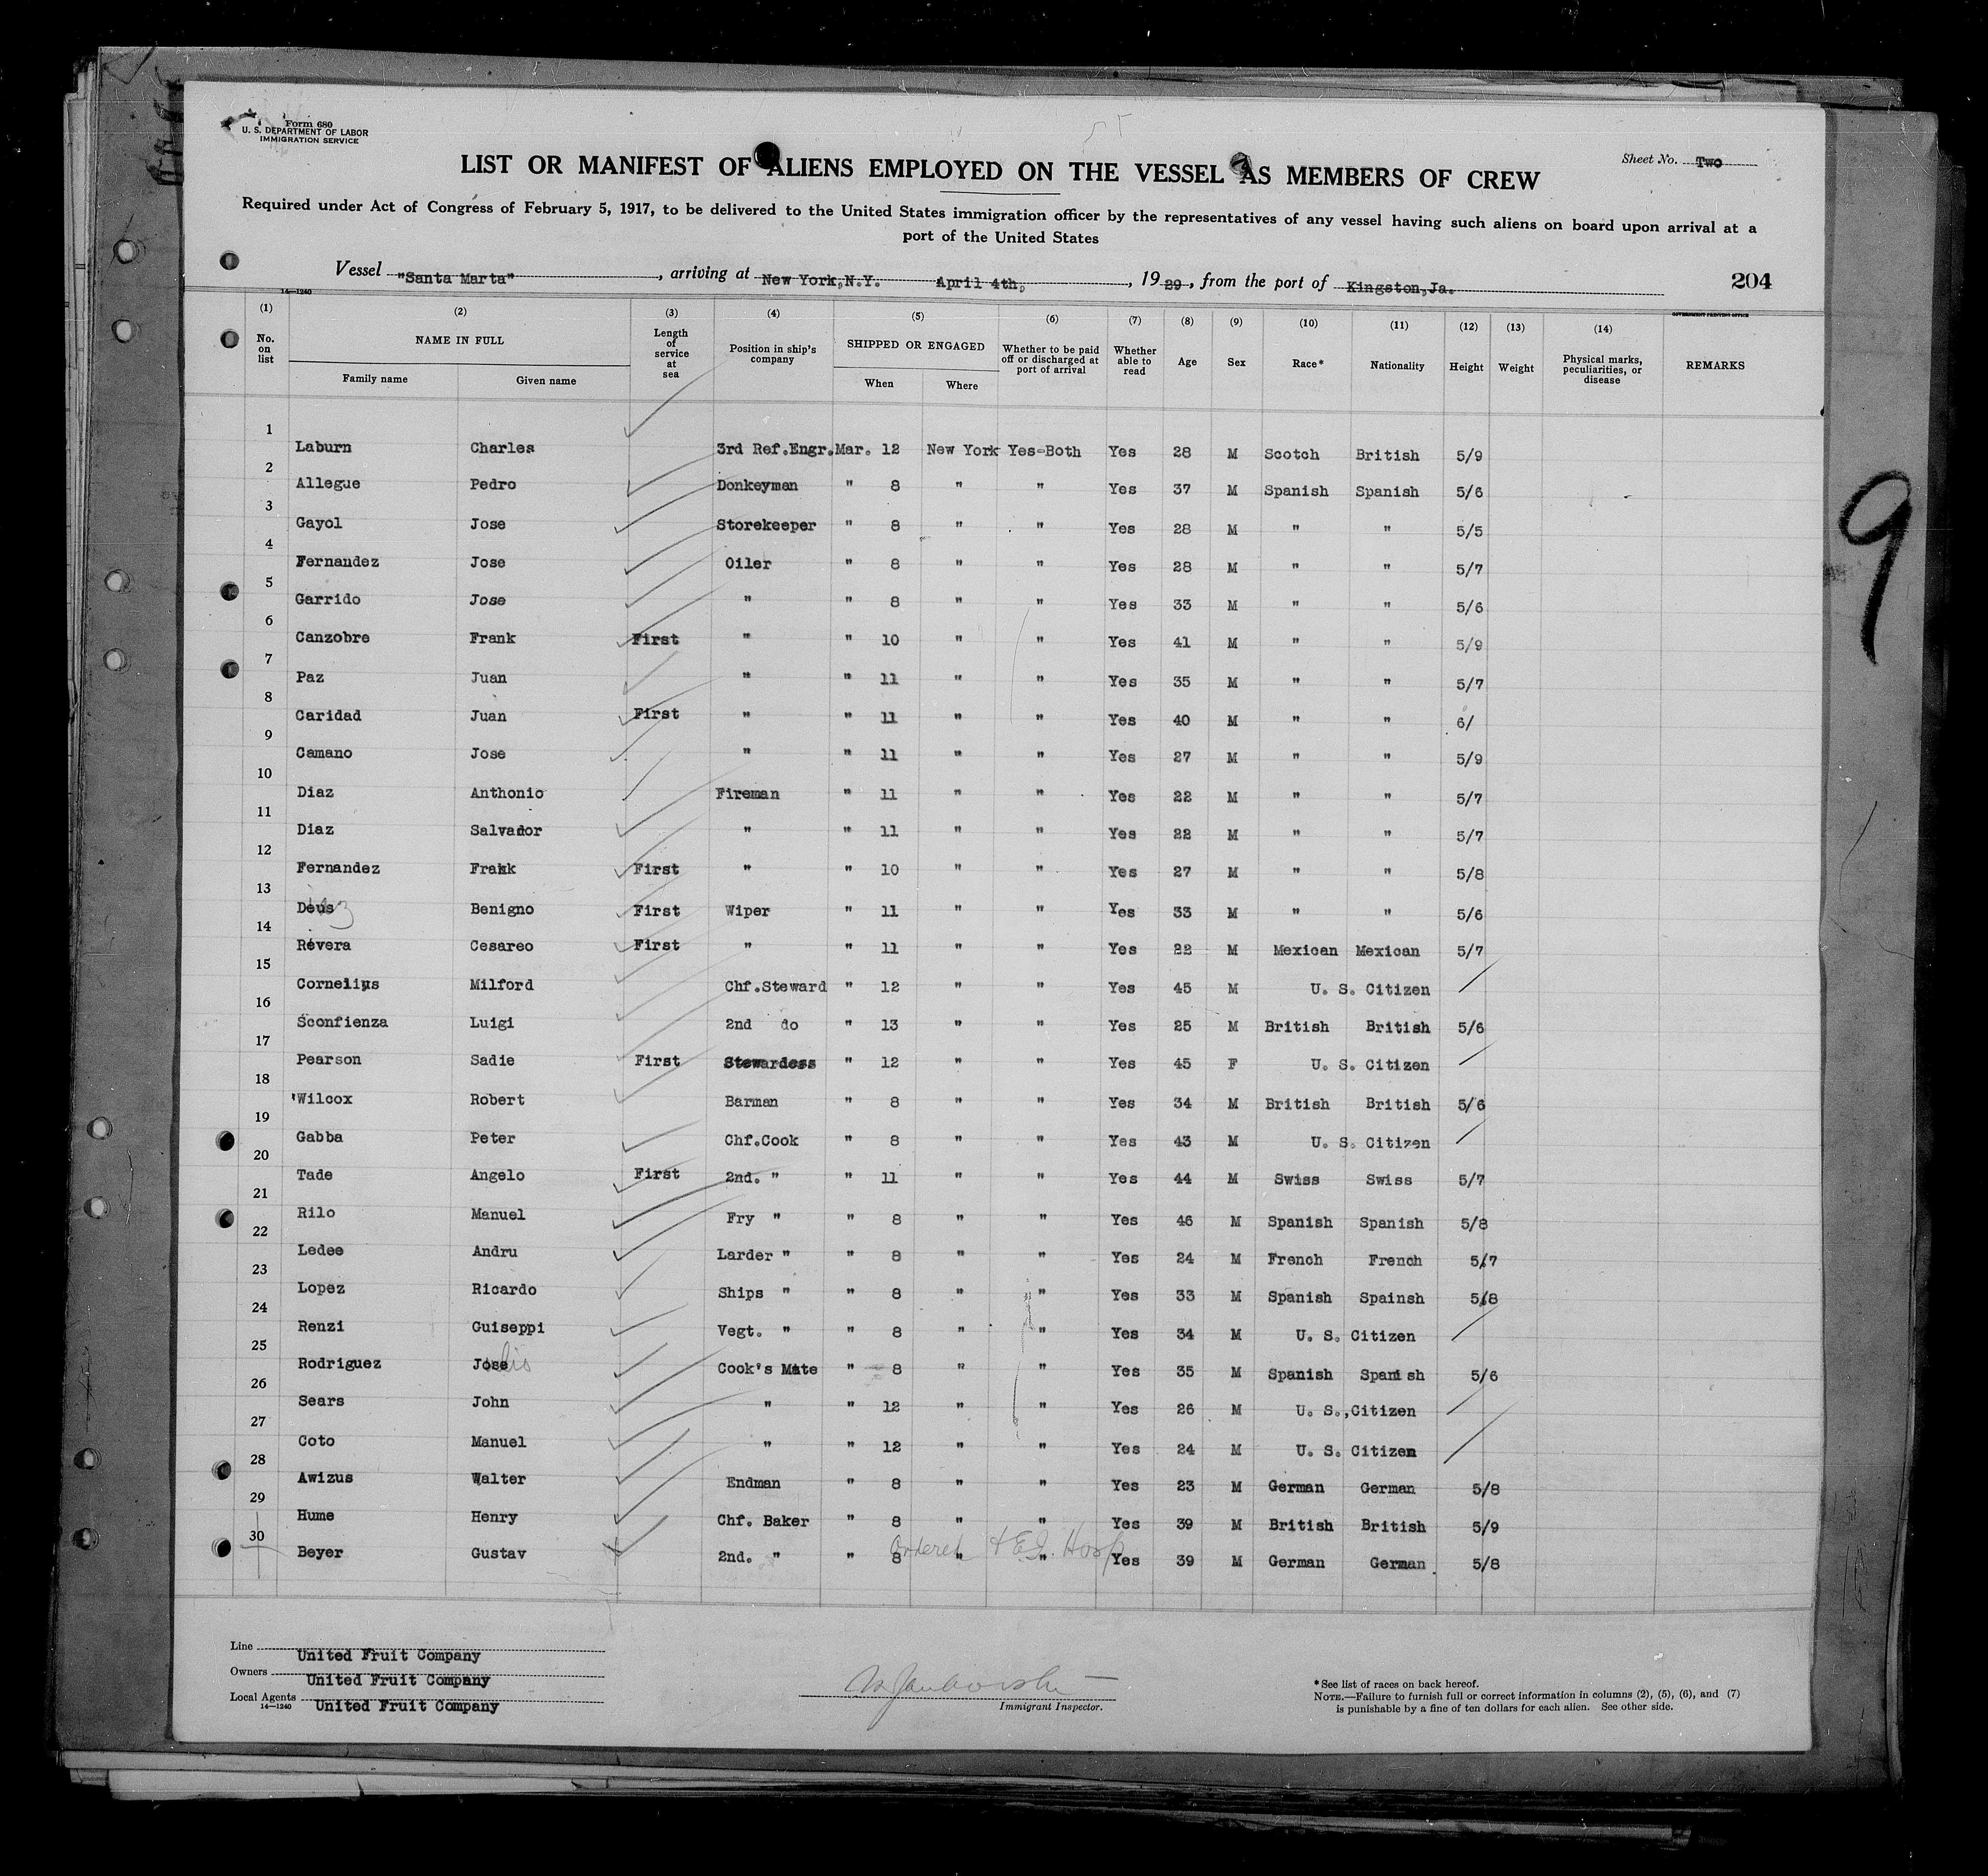 Form 680
U. S. DEPARTMENT OF LABOR
IMMIGRATION SERVICE
Sheet No. Two
LIST OR MANIFEST OF ALIENS EMPLOYED ON THE VESSEL AS MEMBERS OF CREW
Required under Act of Congress of February 5, 1917, to be delivered to the United States immigration officer by the representatives of any vessel having such aliens on board upon arrival at a
port of the United States
Vessel "Santa Marta", arriving at New York, N.Y. April 4th, 1929, from the port of Kingston, Ja. 204
14—1240
GOVERNMENT PRINTING OFFICE
(1) (2) (3) (4) (5) (6) (7) (8) (9) (10) (11) (12) (13) (14)
No. on list NAME IN FULL Length of service at sea Position in ship's company SHIPPED OR ENGAGED Whether to be paid off or discharged at port of arrival Whether able to read Age Sex Race* Nationality Height Weight Physical marks, peculiarities, or disease REMARKS
Family name Given name When Where
1 Laburn Charles 3rd Ref.Engr. Mar. 12 New York Yes-Both Yes 28 M Scotch British 5/9
2 Allegue Pedro Donkeyman " 8 " " Yes 37 M Spanish Spanish 5/6
3 Gayol Jose Storekeeper " 8 " " Yes 28 M " " 5/5
4 Fernandez Jose Oiler " 8 " " Yes 28 M " " 5/7
5 Garrido Jose " " 8 " " Yes 33 M " " 5/6
6 Canzobre Frank First " " 10 " " Yes 41 M " " 5/9
7 Paz Juan " " 11 " " Yes 35 M " " 5/7
8 Caridad Juan First " " 11 " " Yes 40 M " " 6/
9 Camano Jose " " 11 " " Yes 27 M " " 5/9
10 Diaz Anthonio Fireman " 11 " " Yes 22 M " " 5/7
11 Diaz Salvador " " 11 " " Yes 22 M " " 5/7
12 Fernandez Frank First " " 10 " " Yes 27 M " " 5/8
13 Deus Benigno First Wiper " 11 " " Yes 33 M " " 5/6
14 Revera Cesareo First " " 11 " " Yes 22 M Mexican Mexican 5/7
15 Cornelius Milford Chf.Steward " 12 " " Yes 45 M U. S. Citizen
16 Sconfienza Luigi 2nd do " 13 " " Yes 25 M British British 5/6
17 Pearson Sadie First Stewardess " 12 " " Yes 45 F U. S. Citizen
18 Wilcox Robert Barman " 8 " " Yes 34 M British British 5/6
19 Gabba Peter Chf.Cook " 8 " " Yes 43 M U. S. Citizen
20 Tade Angelo First 2nd. " " 11 " " Yes 44 M Swiss Swiss 5/7
21 Rilo Manuel Fry " " 8 " " Yes 46 M Spanish Spanish 5/8
22 Ledee Andru Larder " " 8 " " Yes 24 M French French 5/7
23 Lopez Ricardo Ships " " 8 " " Yes 33 M Spanish Spainsh 5/8
24 Renzi Guiseppi Vegt. " " 8 " " Yes 34 M U. S. Citizen
25 Rodriguez Jose Cook's Mate " 8 " " Yes 35 M Spanish Spanish 5/6
26 Sears John " " 12 " " Yes 26 M U. S.,Citizen
27 Coto Manuel " " 12 " " Yes 24 M U. S. Citizen
28 Awizus Walter Endman " 8 " " Yes 23 M German German 5/8
29 Hume Henry Chf. Baker " 8 " " Yes 39 M British British 5/9
30 Beyer Gustav 2nd. " " 8 " " Yes 39 M German German 5/8
Line United Fruit Company
Owners United Fruit Company
Local Agents United Fruit Company
14—1240
Immigrant Inspector.
*See list of races on back hereof.
NOTE.—Failure to furnish full or correct information in columns (2), (5), (6), and (7)
is punishable by a fine of ten dollars for each alien. See other side.
9